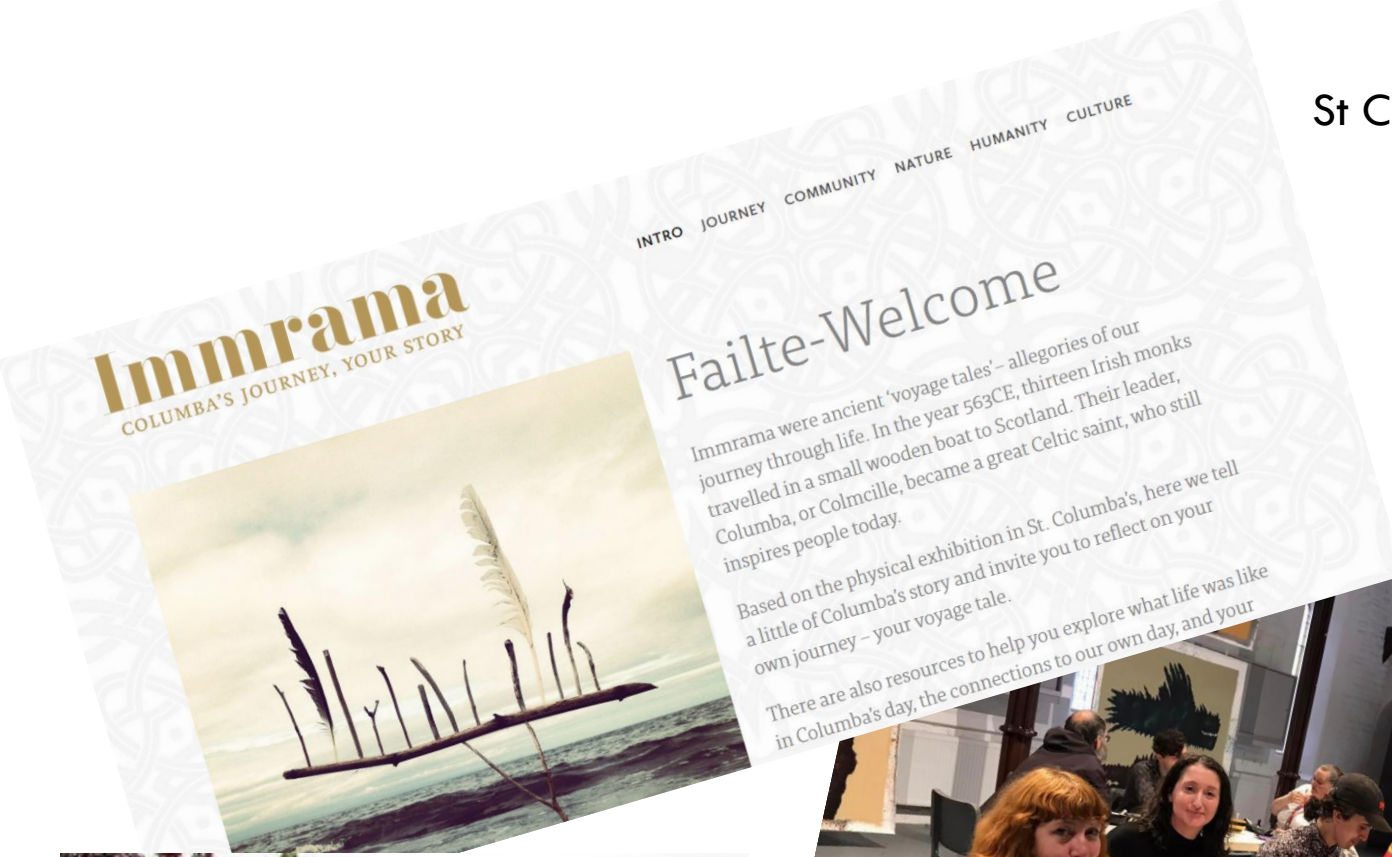 St C
INTRO JOURNEY COMMUNITY NATURE HUMANITY CULTURE
Immrama
COLUMBA'S JOURNEY, YOUR STORY
Failte-Welcome
Immrama were ancient 'voyage tales' – allegories of our
journey through life. In the year 563CE, thirteen Irish monks
travelled in a small wooden boat to Scotland. Their leader,
Columba, or Colmcille, became a great Celtic saint, who still
inspires people today.
Based on the physical exhibition in St. Columba's, here we tell
a little of Columba's story and invite you to reflect on your
own journey – your voyage tale.
There are also resources to help you explore what life was like
in Columba's day, the connections to our own day, and your